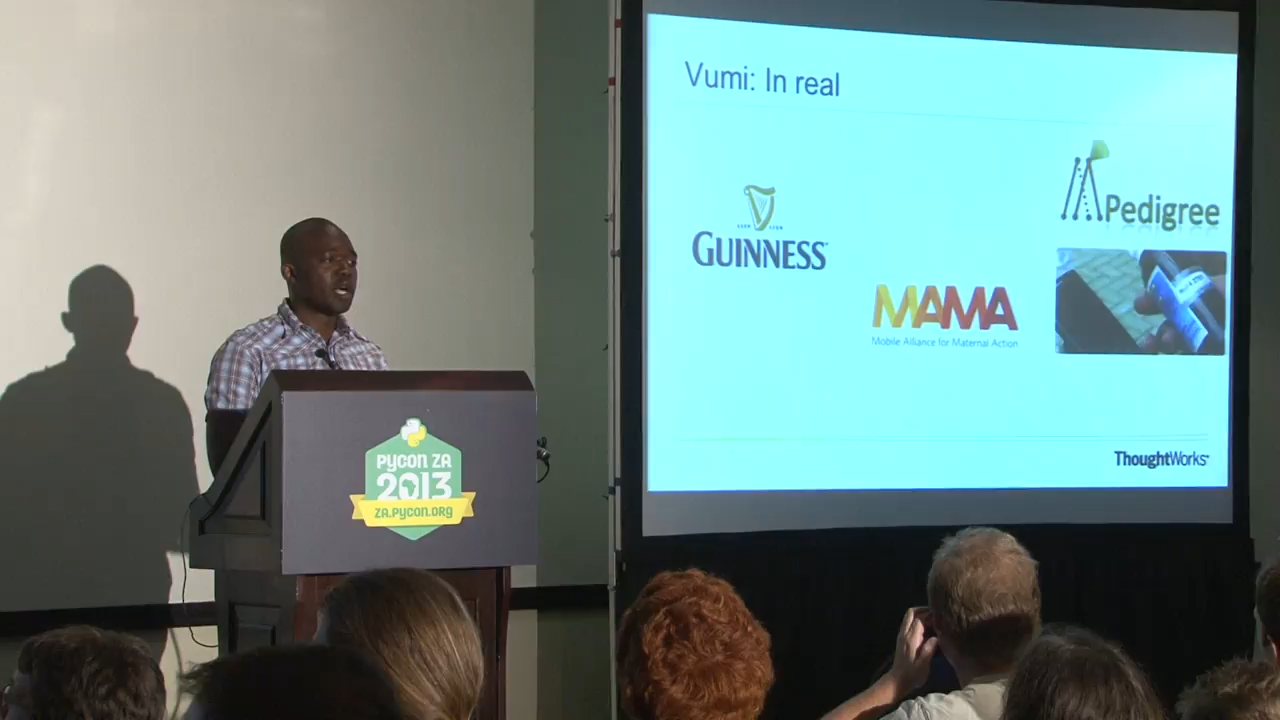 Vumi: In real
GUINNESS
MAMA
Mobile Alliance for Maternal Action
Pedigree
ThoughtWorks
PYCON ZA
2013
ZA.PYCON.ORG